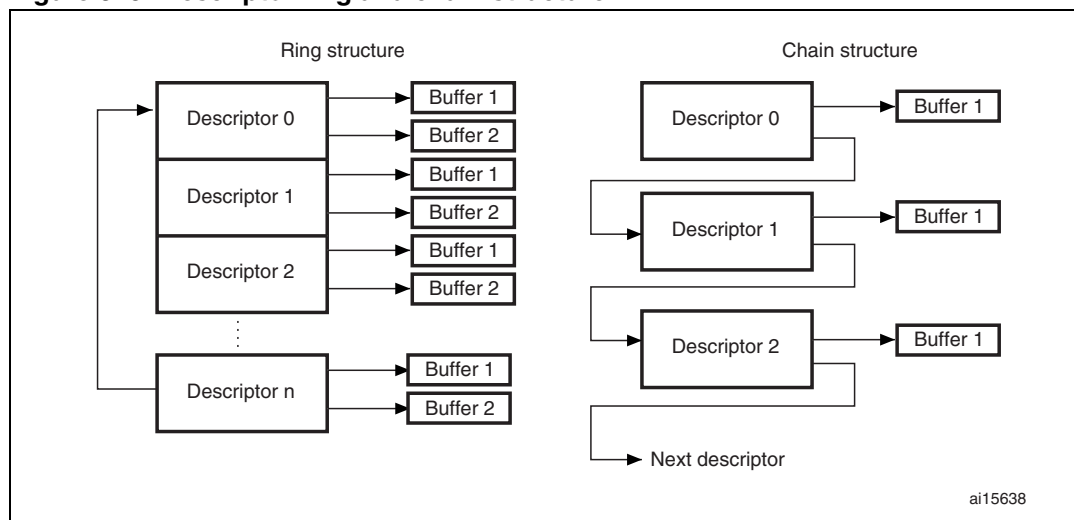 Ring structure
Descriptor 0
Buffer 1
Buffer 2
Descriptor 1
Buffer 1
Buffer 2
Descriptor 2
Buffer 1
Buffer 2
Descriptor n
Buffer 1
Buffer 2
Chain structure
Descriptor 0
Buffer 1
Descriptor 1
Buffer 1
Descriptor 2
Buffer 1
Next descriptor
ai15638